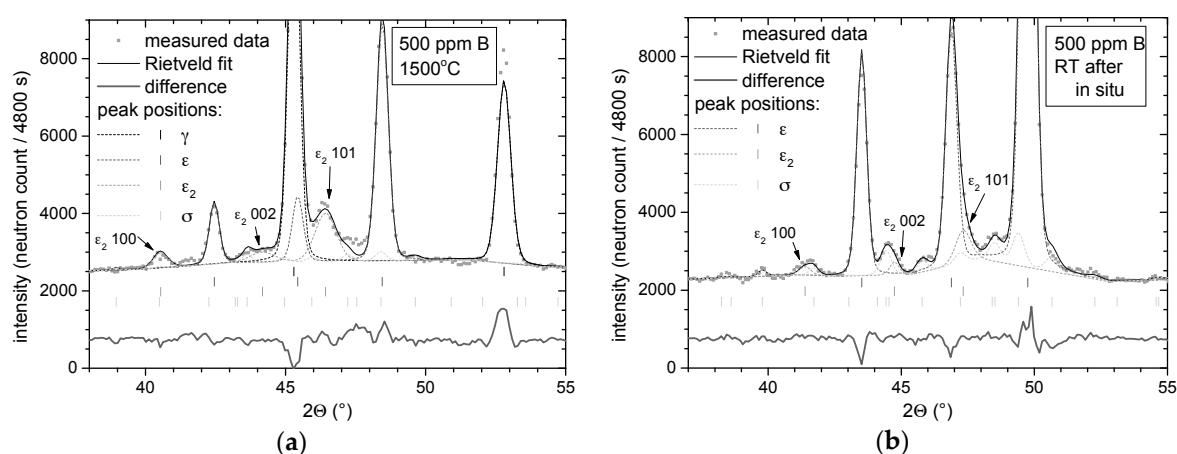 measured data
Rietveld fit
difference
peak positions:
γ
ε
ε2
σ
500 ppm B
1500°C
ε2 100
ε2 002
ε2 101
8000
6000
4000
2000
0
40 45 50 55
2Θ (°)
intensity (neutron count / 4800 s)
(a)
measured data
Rietveld fit
difference
peak positions:
ε
ε2
σ
500 ppm B
RT after
in situ
ε2 100
ε2 002
ε2 101
8000
6000
4000
2000
0
40 45 50 55
2Θ (°)
intensity (neutron count / 4800 s)
(b)